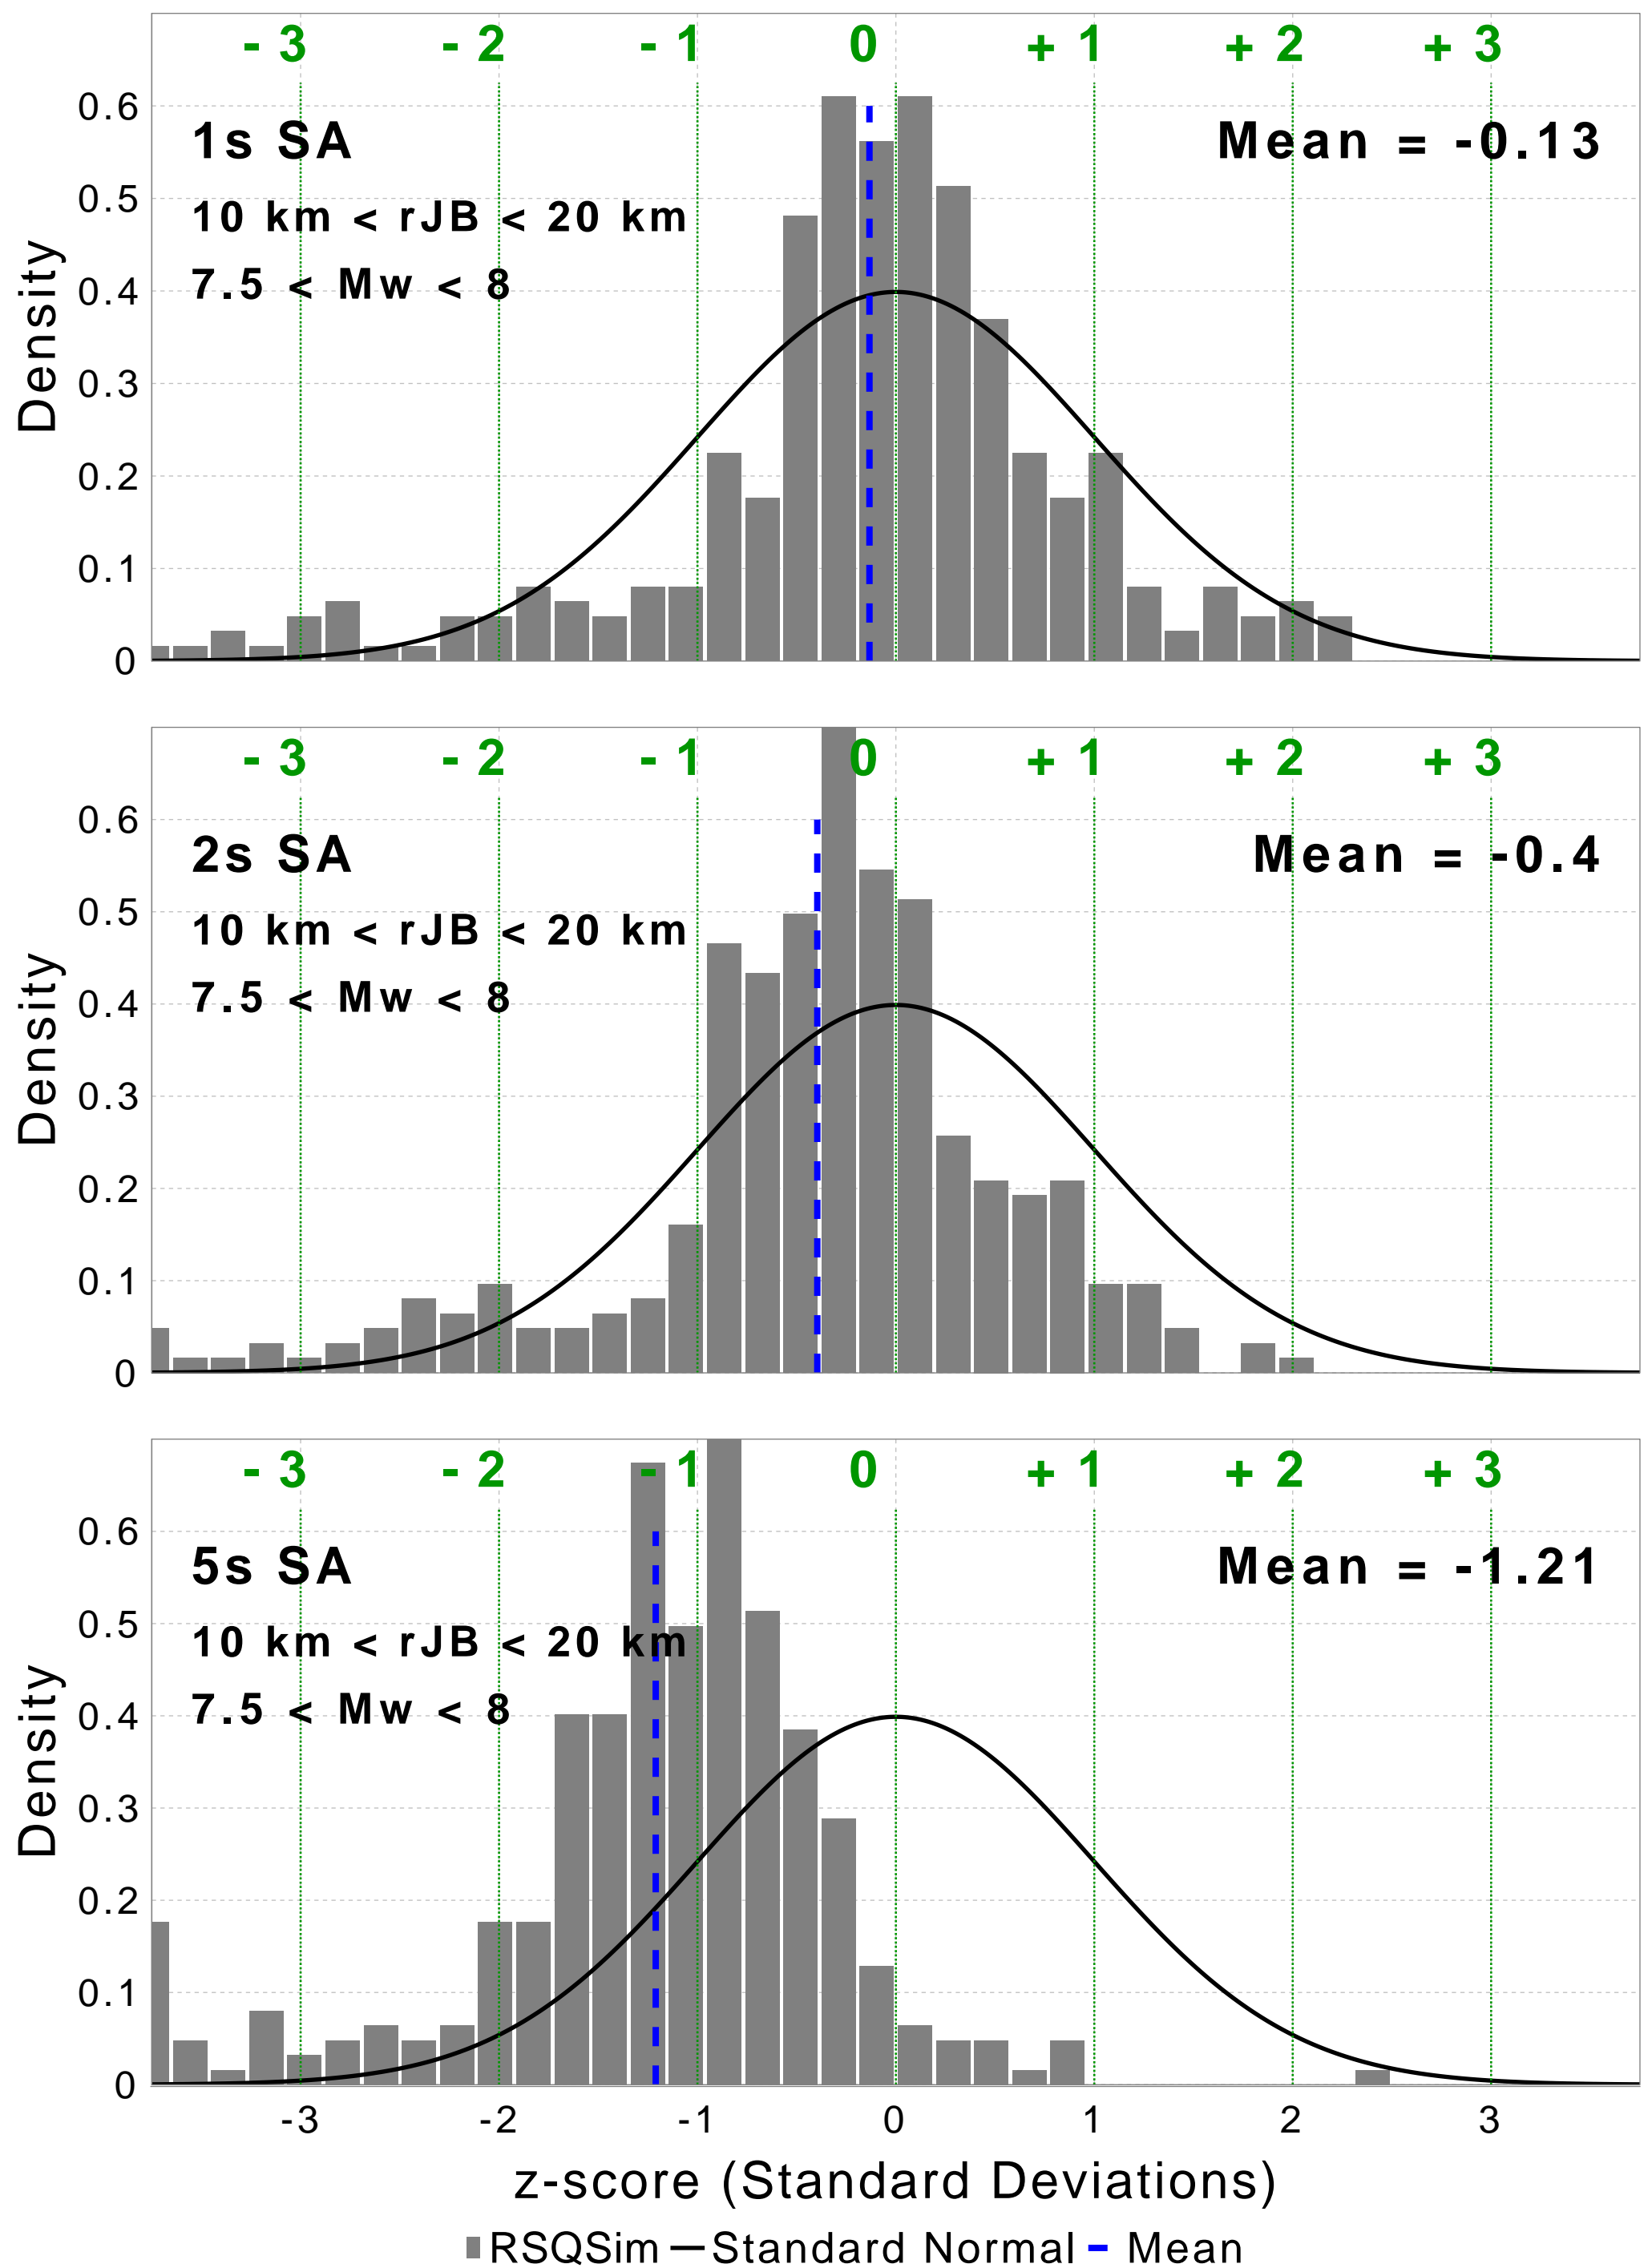 - 3 - 2 - 1 0 + 1 + 2 + 3
0.6
1s SA Mean = -0.13
0.5
10 km < rJB < 20 km
7.5 < Mw < 8
0.4
Density
0.3
0.2
0.1
0
- 3 - 2 - 1 0 + 1 + 2 + 3
0.6
2s SA Mean = -0.4
0.5
10 km < rJB < 20 km
7.5 < Mw < 8
0.4
Density
0.3
0.2
0.1
0
- 3 - 2 - 1 0 + 1 + 2 + 3
0.6
5s SA Mean = -1.21
0.5
10 km < rJB < 20 km
7.5 < Mw < 8
0.4
Density
0.3
0.2
0.1
0
-3 -2 -1 0 1 2 3
z-score (Standard Deviations)
RSQSim Standard Normal Mean